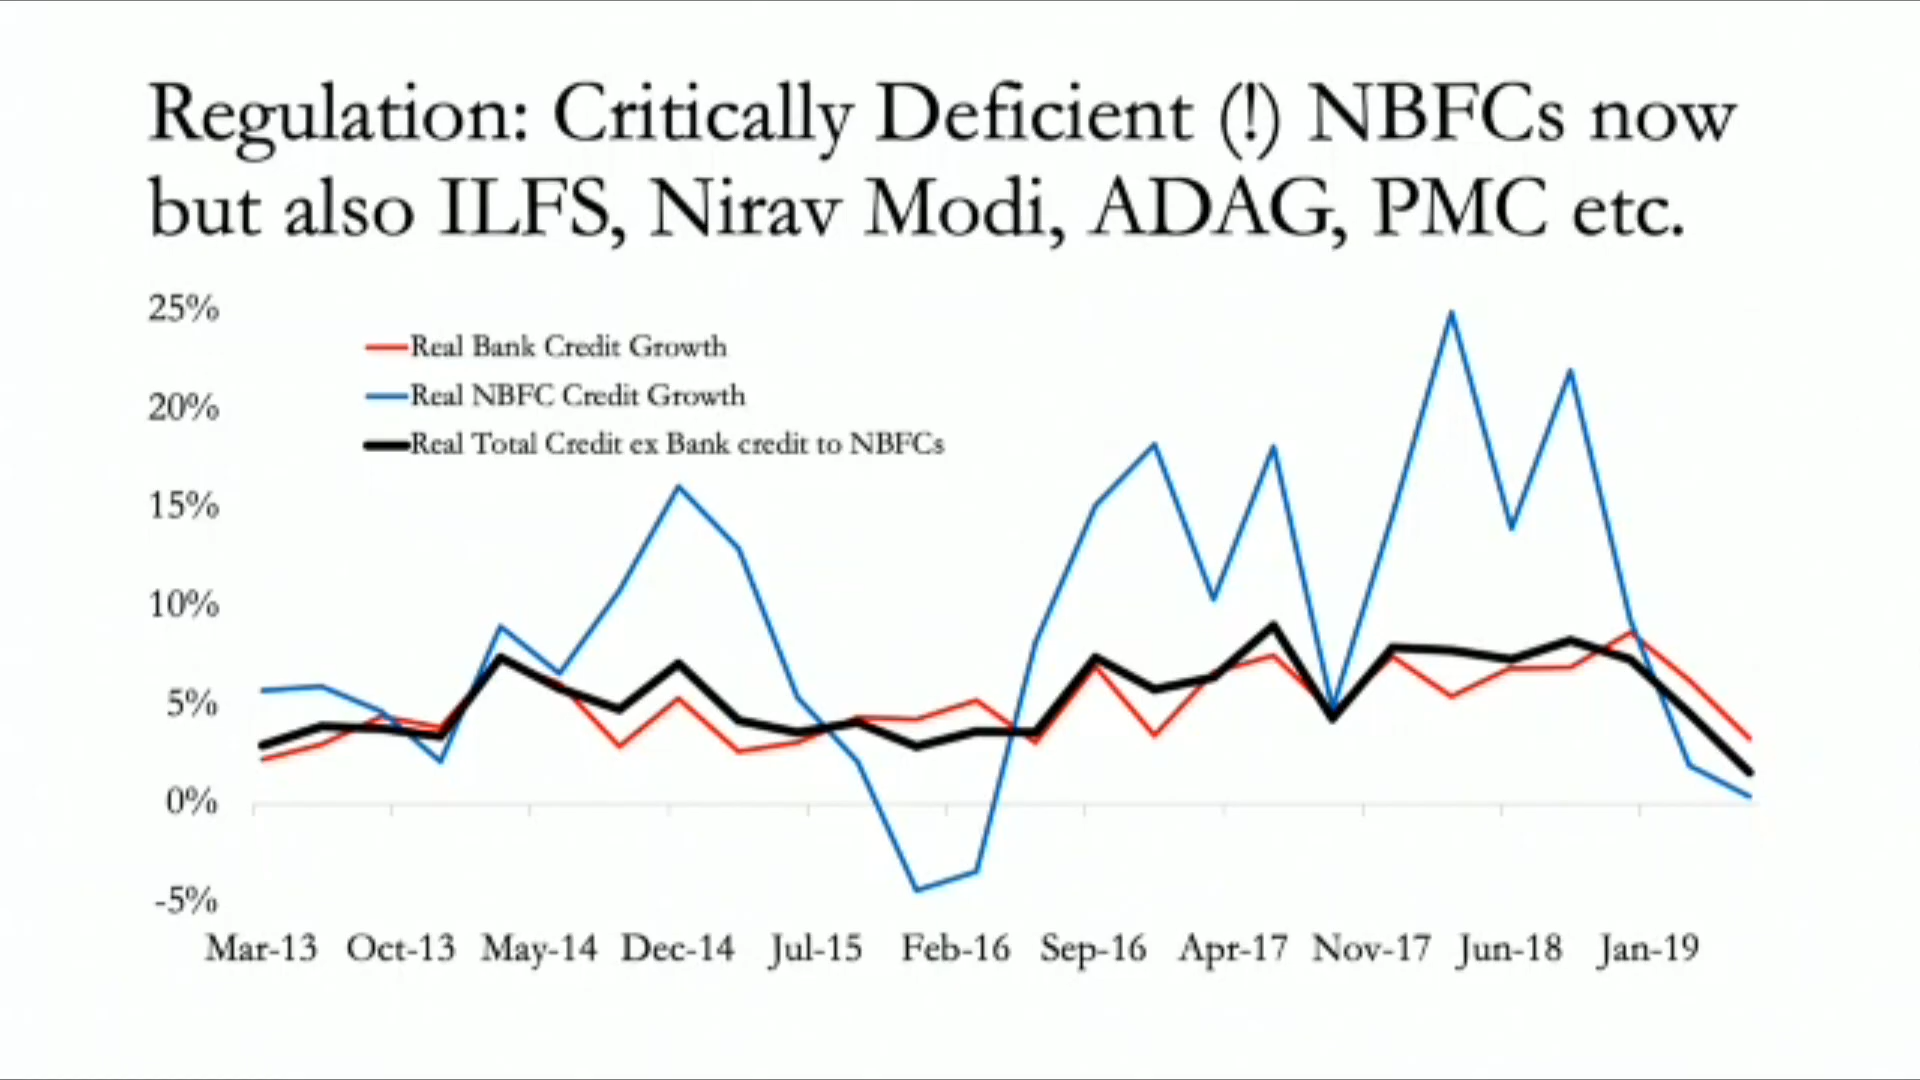 Regulation: Critically Deficient (!) NBFCs now
but also ILFS, Nirav Modi, ADAG, PMC etc.
25%
20%
15%
10%
5%
0%
-5%
Real Bank Credit Growth
Real NBFC Credit Growth
Real Total Credit ex Bank credit to NBFCs
Mar-13 Oct-13 May-14 Dec-14 Jul-15 Feb-16 Sep-16 Apr-17 Nov-17 Jun-18 Jan-19